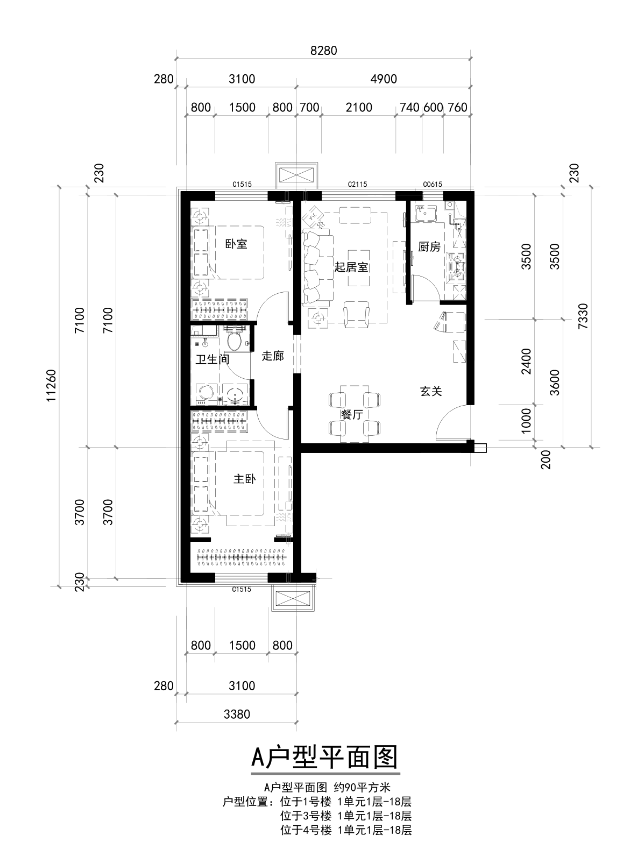 8280
280 3100 4900
800 1500 800 700 2100 740 600 760
230 230
C1515 C2115 C0615
卧室 起居室 厨房
7100 7100 3500 3500
7330
11260
卫生间 走廊
2400 3600
玄关
餐厅
1000
200
主卧
3700 3700
230
C1515
800 1500 800
280 3100
3380
A户型平面图
A户型平面图 约90平方米
户型位置：位于1号楼 1单元1层-18层
位于3号楼 1单元1层-18层
位于4号楼 1单元1层-18层